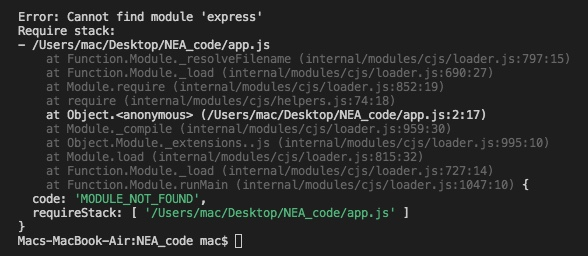 Error: Cannot find module 'express'
Require stack:
- /Users/mac/Desktop/NEA_code/app.js
    at Function.Module._resolveFilename (internal/modules/cjs/loader.js:797:15)
    at Function.Module._load (internal/modules/cjs/loader.js:690:27)
    at Module.require (internal/modules/cjs/loader.js:852:19)
    at require (internal/modules/cjs/helpers.js:74:18)
    at Object.<anonymous> (/Users/mac/Desktop/NEA_code/app.js:2:17)
    at Module._compile (internal/modules/cjs/loader.js:959:30)
    at Object.Module._extensions..js (internal/modules/cjs/loader.js:995:10)
    at Module.load (internal/modules/cjs/loader.js:815:32)
    at Function.Module._load (internal/modules/cjs/loader.js:727:14)
    at Function.Module.runMain (internal/modules/cjs/loader.js:1047:10) {
  code: 'MODULE_NOT_FOUND',
  requireStack: [ '/Users/mac/Desktop/NEA_code/app.js' ]
}
Macs-MacBook-Air:NEA_code mac$